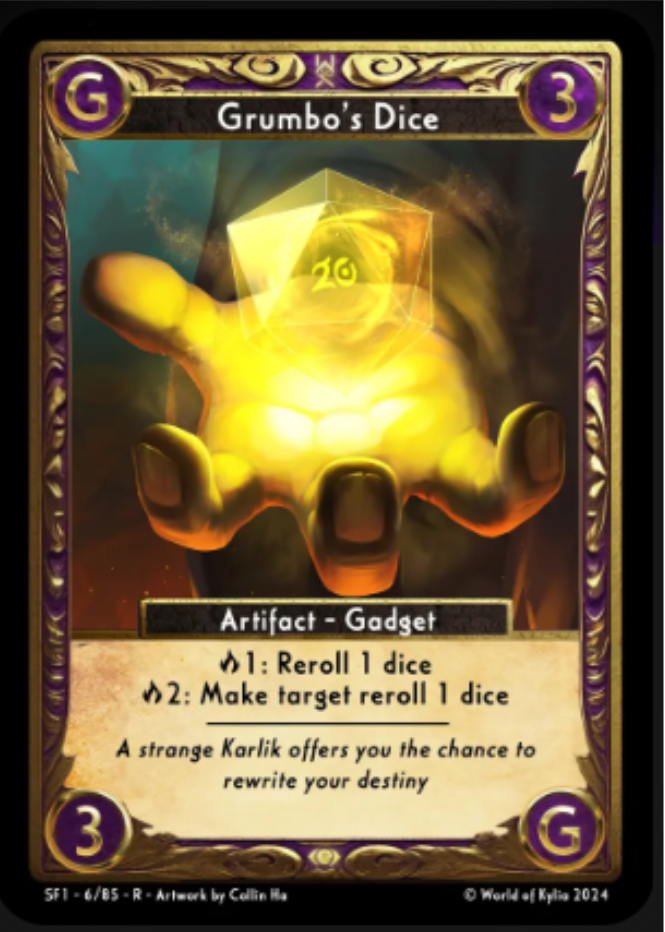 G
3
Grumbo's Dice
20
Artifact - Gadget
1: Reroll 1 dice
2: Make target reroll 1 dice
A strange Karlik offers you the chance to
rewrite your destiny
3
G
SF1 - 6/85 - R - Artwork by Collin Ha
© World of Kylia 2024